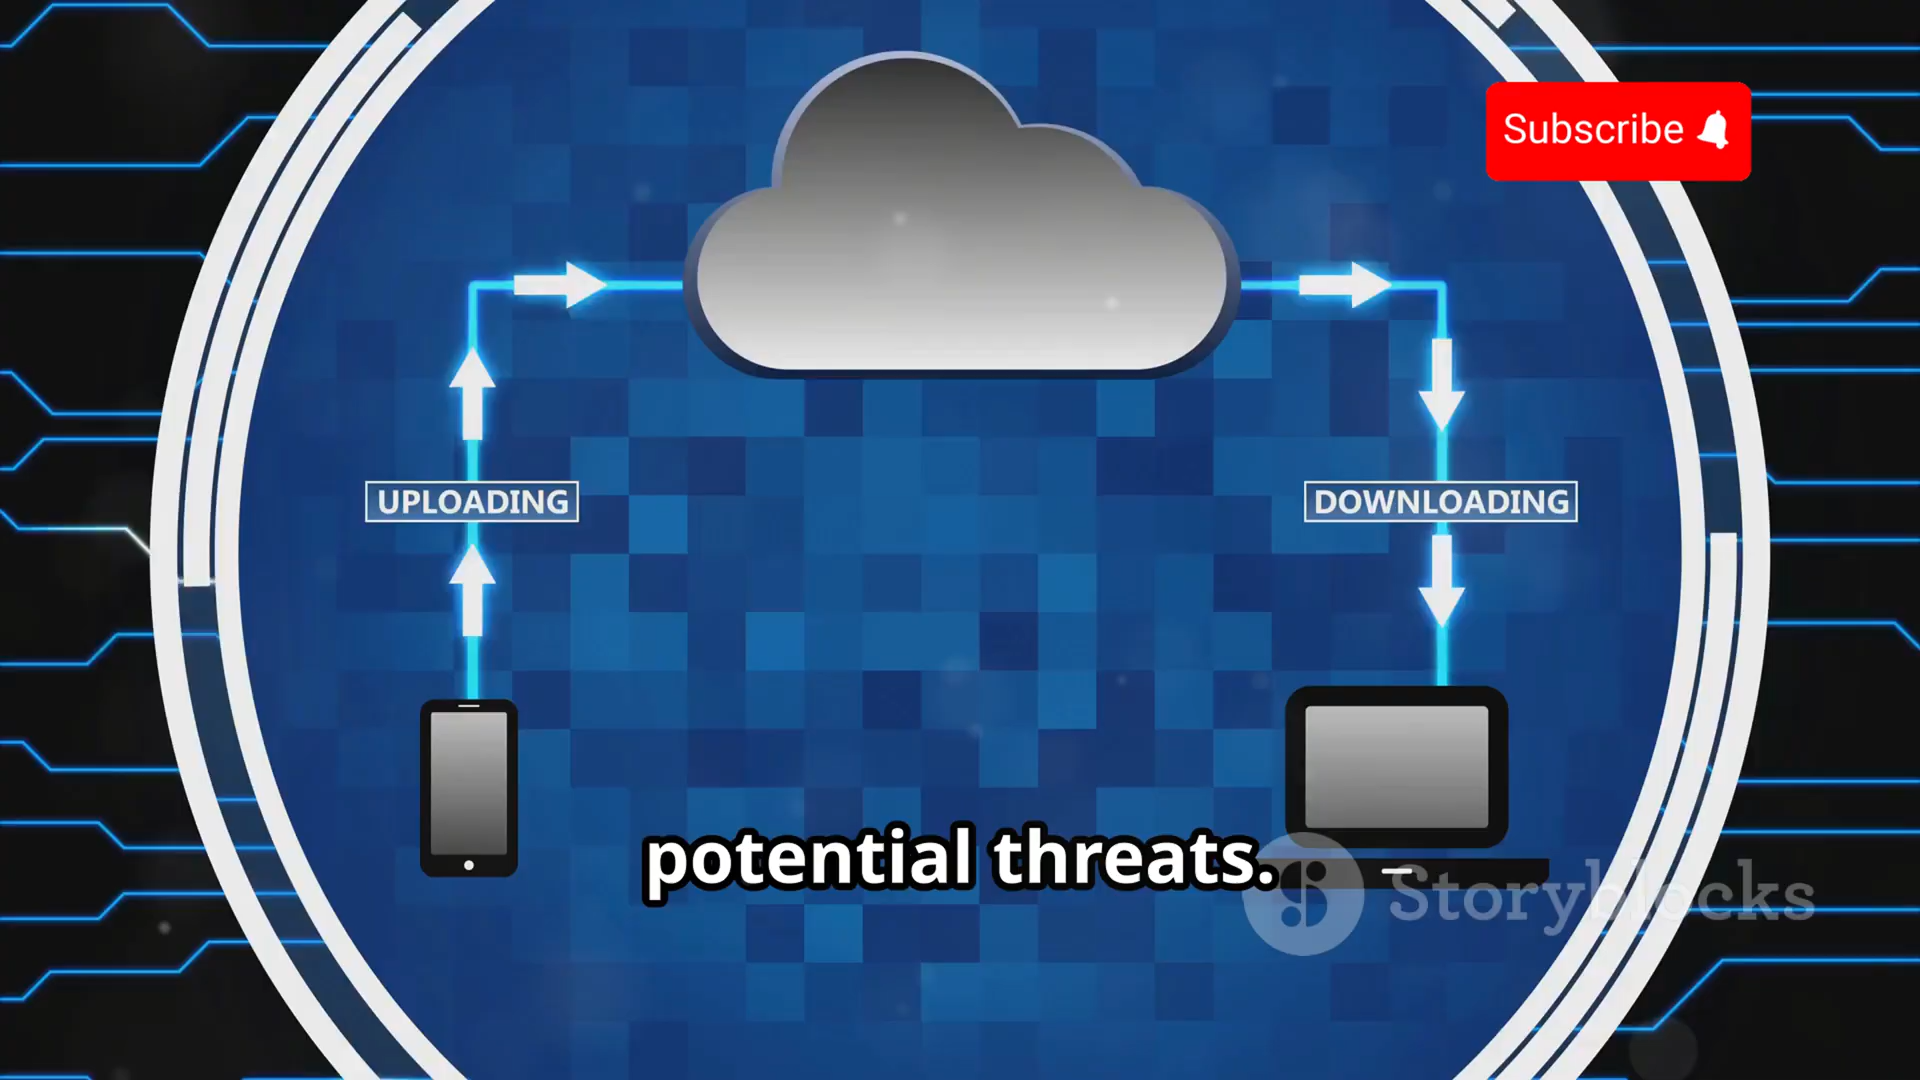 Subscribe
UPLOADING
DOWNLOADING
potential threats.
Storyblocks